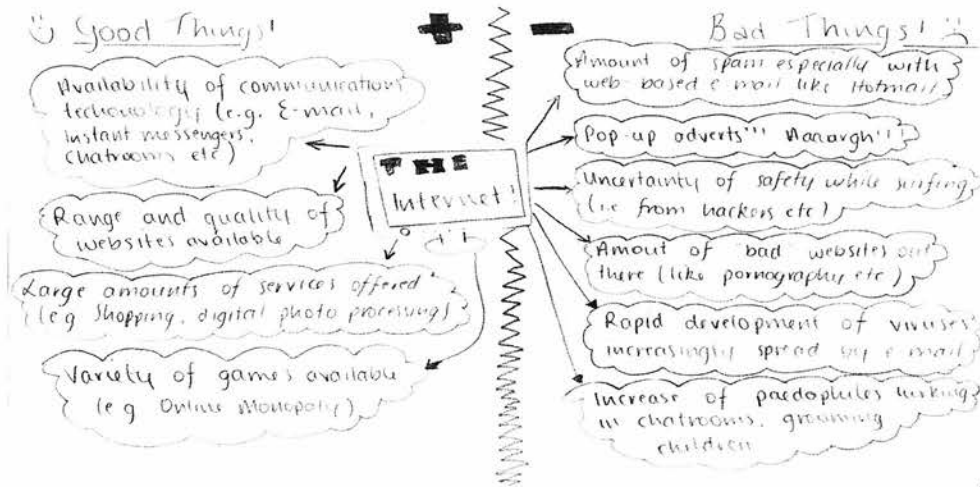 Good Things!
+
Availability of communications
technology (e.g. E-mail,
instant messengers,
chatrooms etc)
Range and quality of
websites available
Large amounts of services offered
(e.g Shopping, digital photo processing)
Variety of games available
(e.g Online Monopoly)
THE
Internet!
-
Bad Things!
Amount of spam especially with
web-based e-mail like Hotmail
Pop-up adverts!!! Aaaargh!!!
Uncertainty of safety while surfing
(i.e from hackers etc)
Amout of "bad" websites out
there (like pornography etc)
Rapid development of viruses,
increasingly spread by e-mail
Increase of paedophiles lurking
in chatrooms, grooming
children